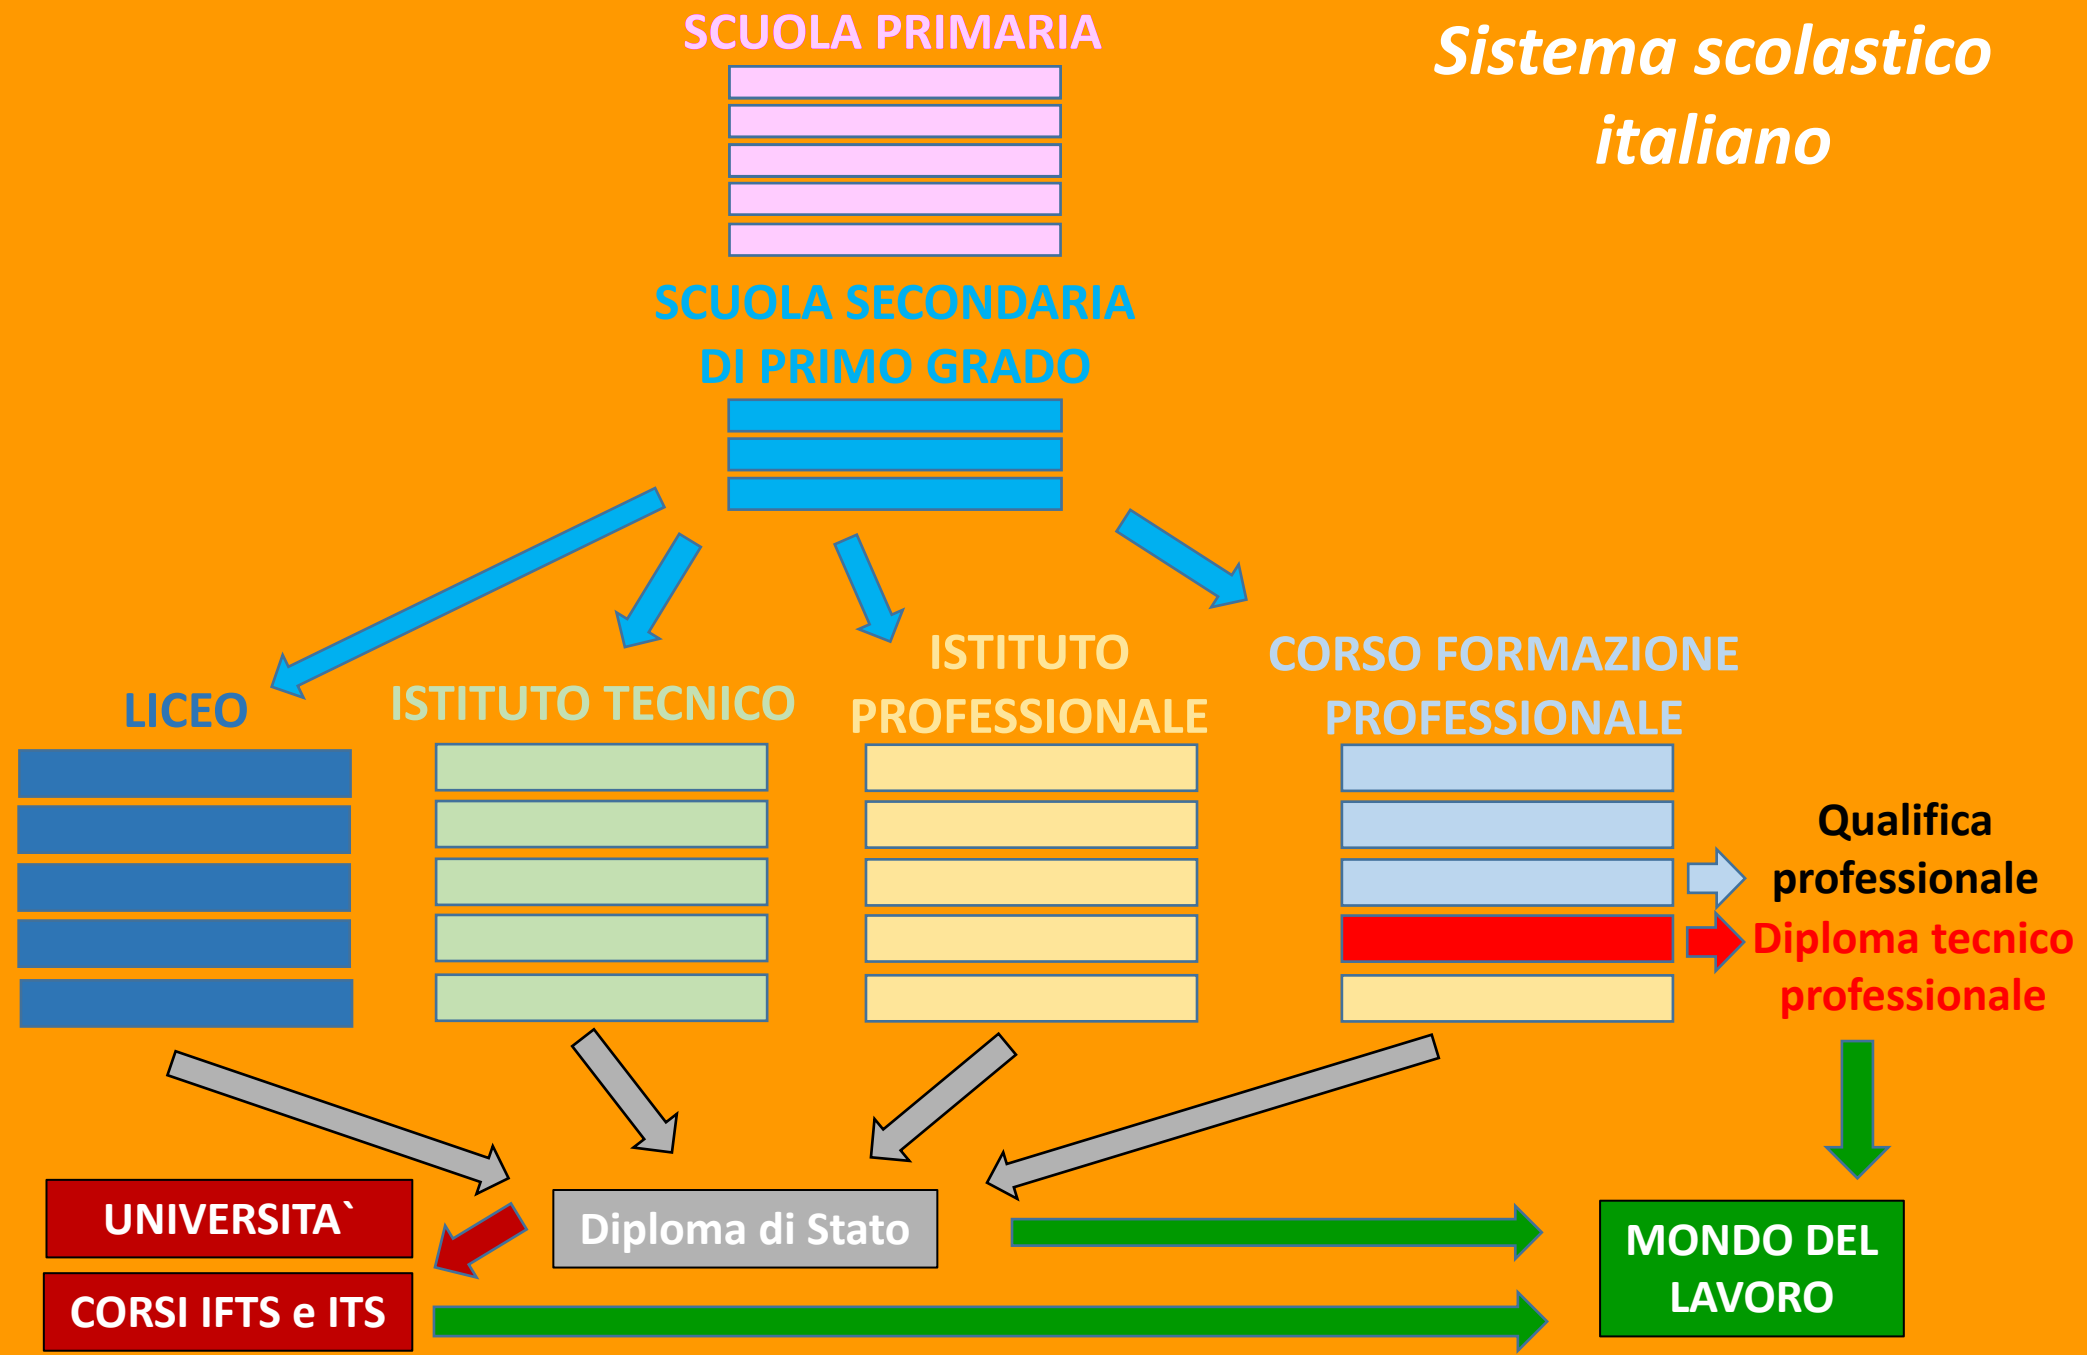 SCUOLA PRIMARIA
Sistema scolastico
italiano
SCUOLA SECONDARIA
DI PRIMO GRADO
LICEO
ISTITUTO TECNICO
ISTITUTO
PROFESSIONALE
CORSO FORMAZIONE
PROFESSIONALE
Qualifica
professionale
Diploma tecnico
professionale
UNIVERSITA`
CORSI IFTS e ITS
Diploma di Stato
MONDO DEL
LAVORO